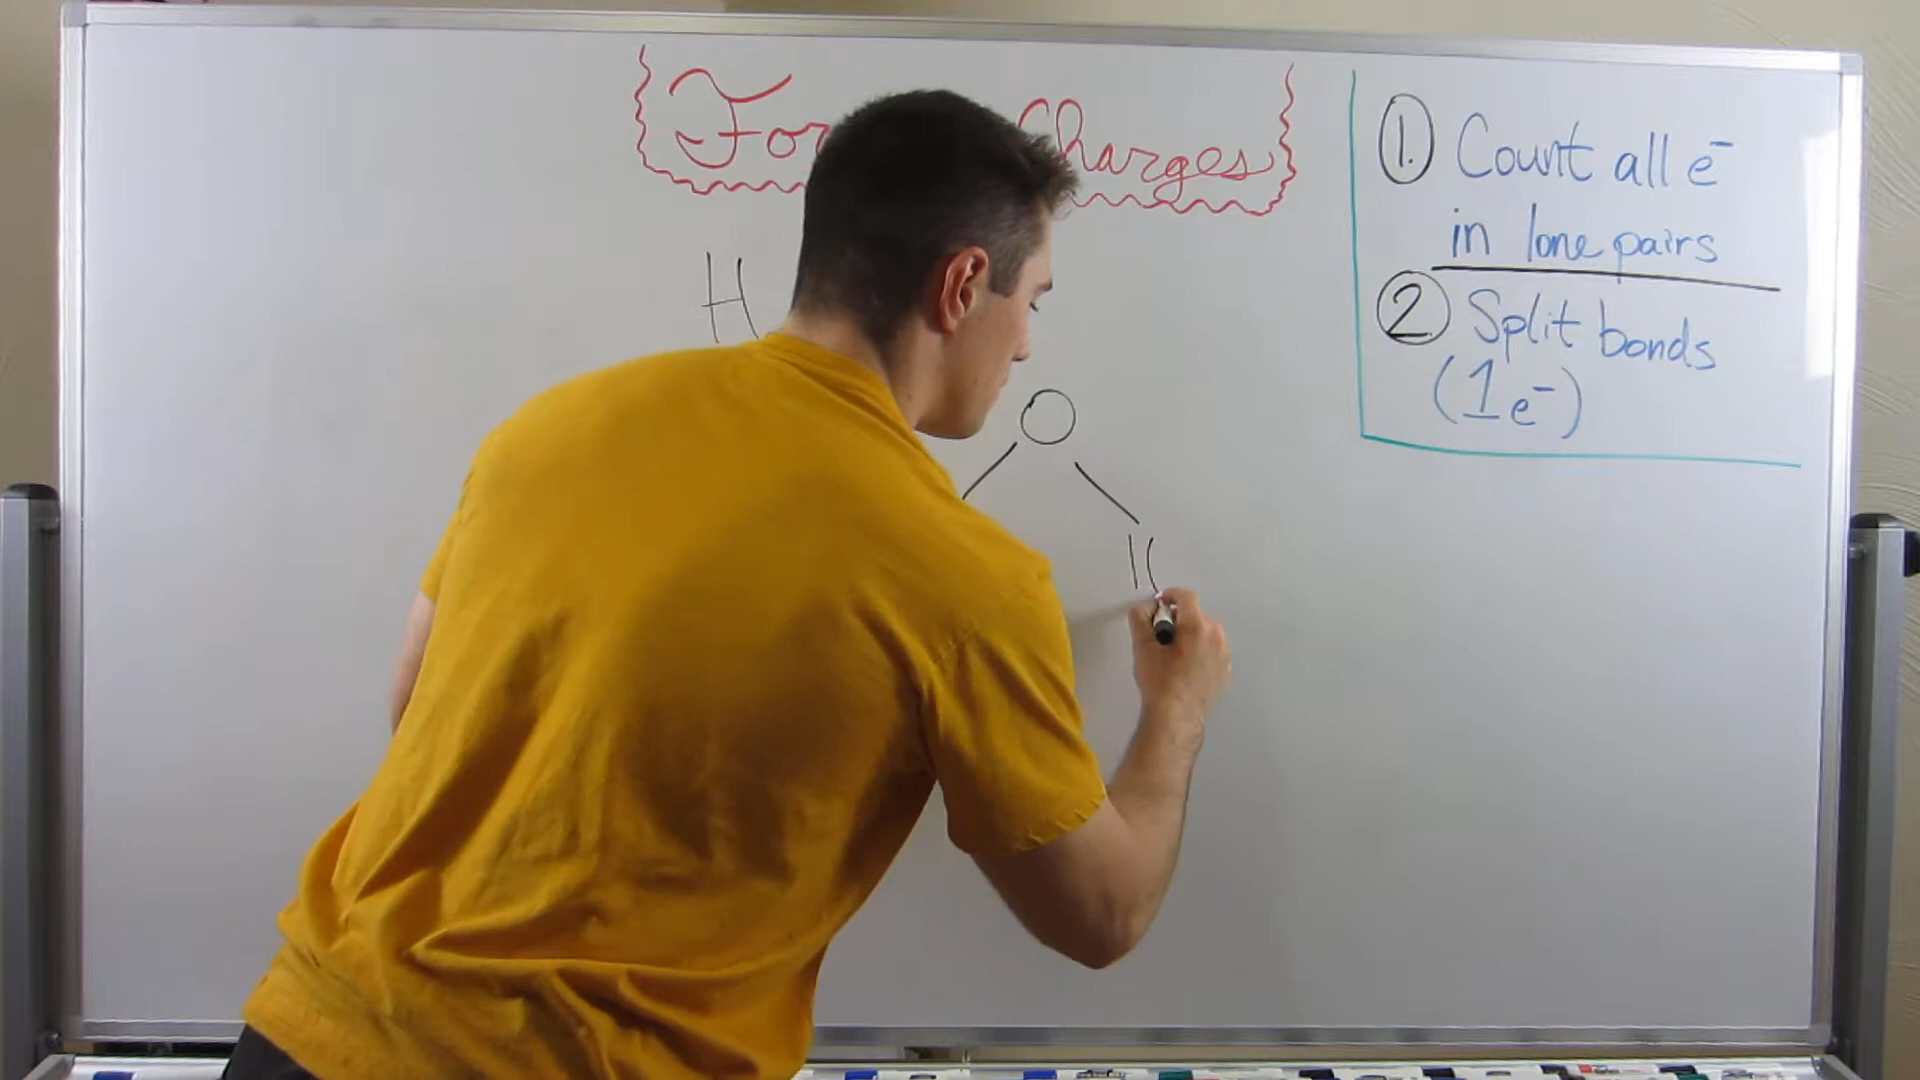 Charges
1. Count all e⁻
in lone pairs
2 Split bonds
(1e⁻)
H
O